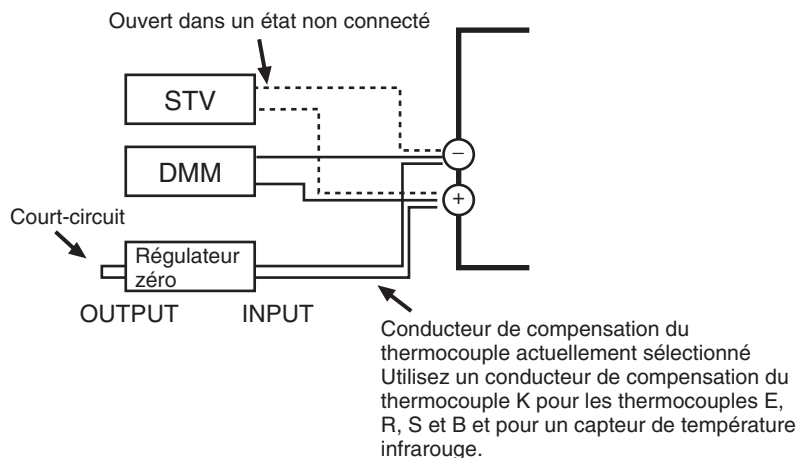 Ouvert dans un état non connecté
STV
DMM
−
+
Court-circuit
Régulateur
zéro
OUTPUT
INPUT
Conducteur de compensation du
thermocouple actuellement sélectionné
Utilisez un conducteur de compensation du
thermocouple K pour les thermocouples E,
R, S et B et pour un capteur de température
infrarouge.